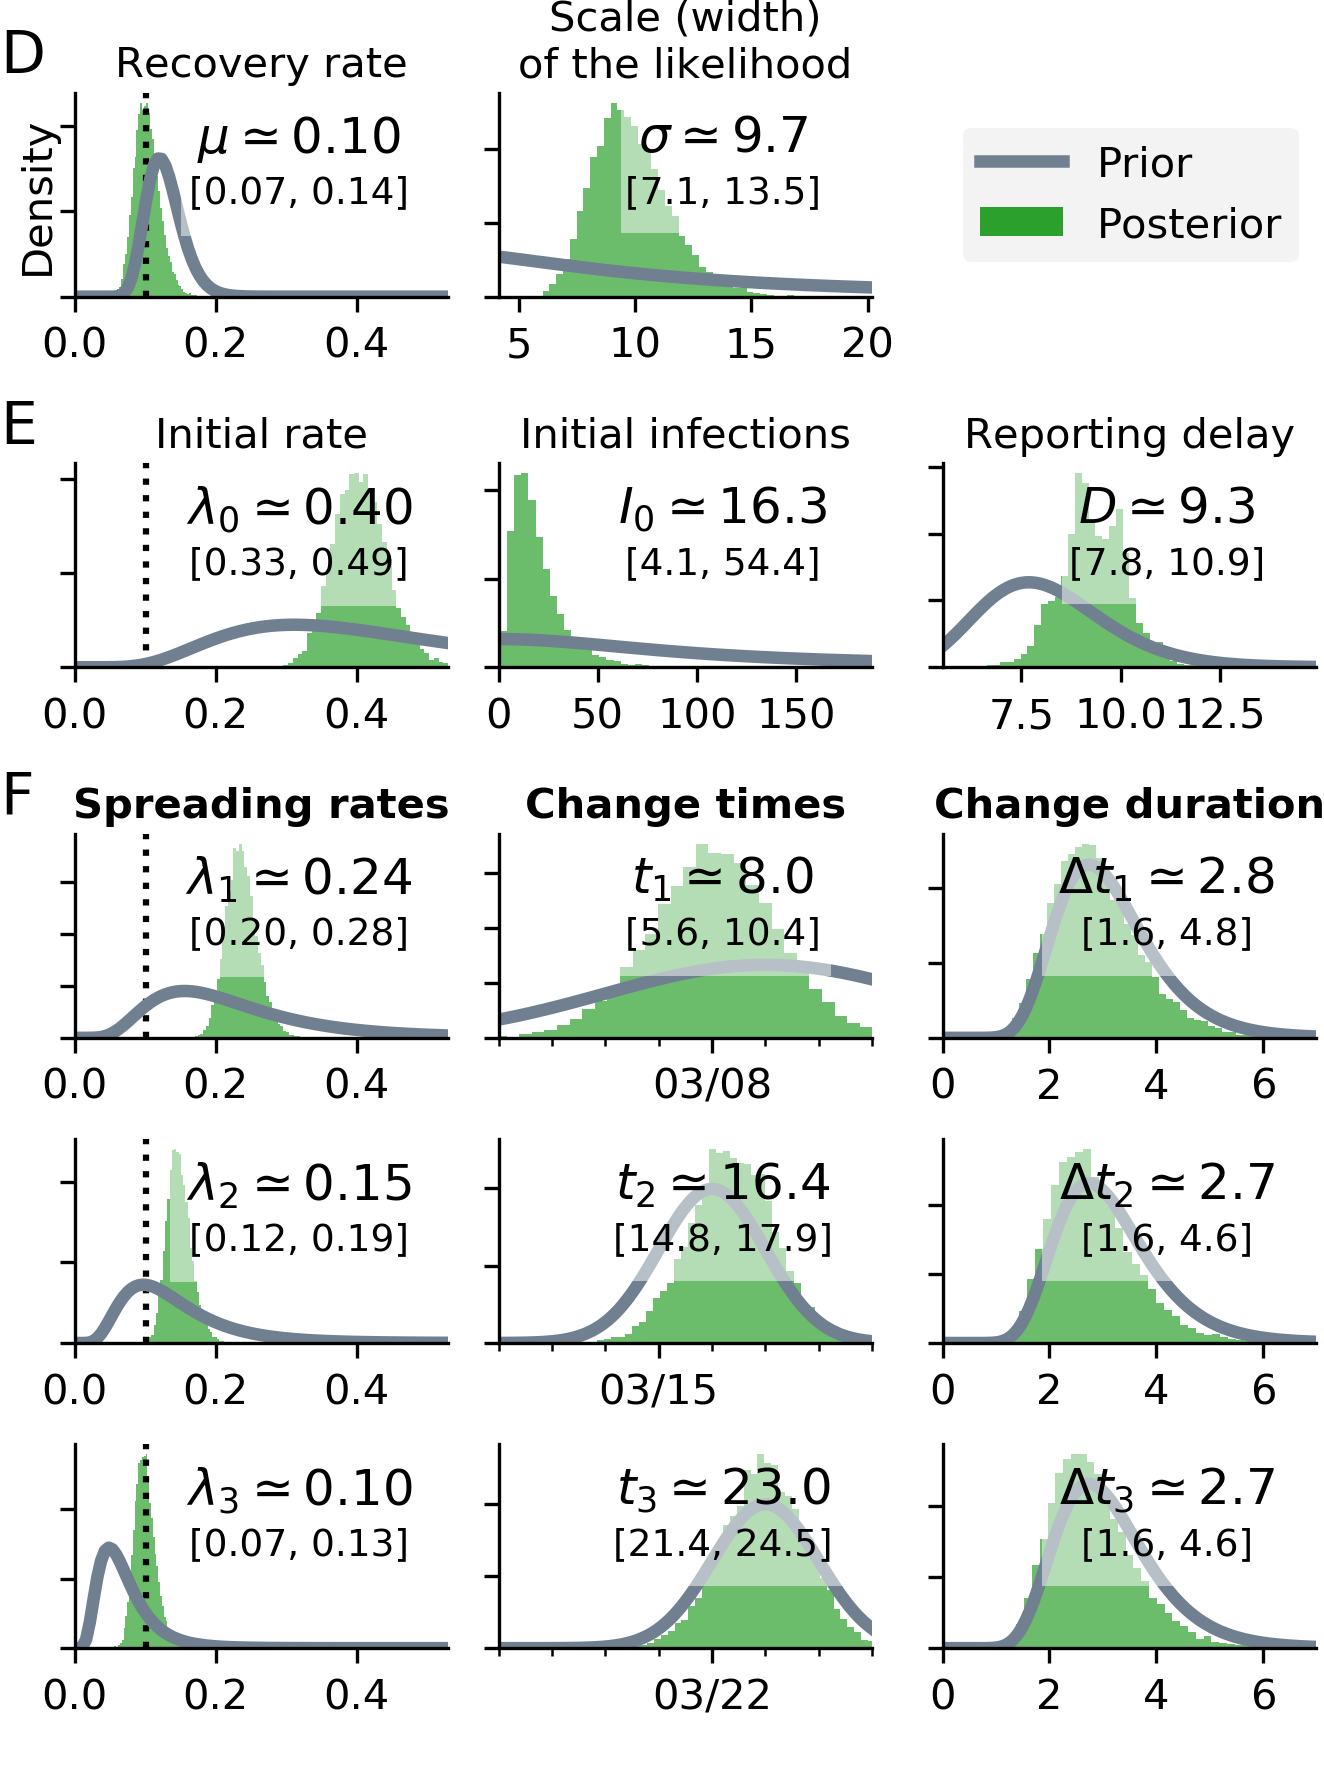 D
Recovery rate
Scale (width)
of the likelihood
Density
μ ≃ 0.10
[0.07, 0.14]
0.0 0.2 0.4
σ ≃ 9.7
[7.1, 13.5]
5 10 15 20
Prior
Posterior
E
Initial rate
λ₀ ≃ 0.40
[0.33, 0.49]
0.0 0.2 0.4
Initial infections
I₀ ≃ 16.3
[4.1, 54.4]
0 50 100 150
Reporting delay
D ≃ 9.3
[7.8, 10.9]
7.5 10.0 12.5
F
Spreading rates
Change times
Change duration
λ₁ ≃ 0.24
[0.20, 0.28]
0.0 0.2 0.4
t₁ ≃ 8.0
[5.6, 10.4]
03/08
Δt₁ ≃ 2.8
[1.6, 4.8]
0 2 4 6
λ₂ ≃ 0.15
[0.12, 0.19]
0.0 0.2 0.4
t₂ ≃ 16.4
[14.8, 17.9]
03/15
Δt₂ ≃ 2.7
[1.6, 4.6]
0 2 4 6
λ₃ ≃ 0.10
[0.07, 0.13]
0.0 0.2 0.4
t₃ ≃ 23.0
[21.4, 24.5]
03/22
Δt₃ ≃ 2.7
[1.6, 4.6]
0 2 4 6